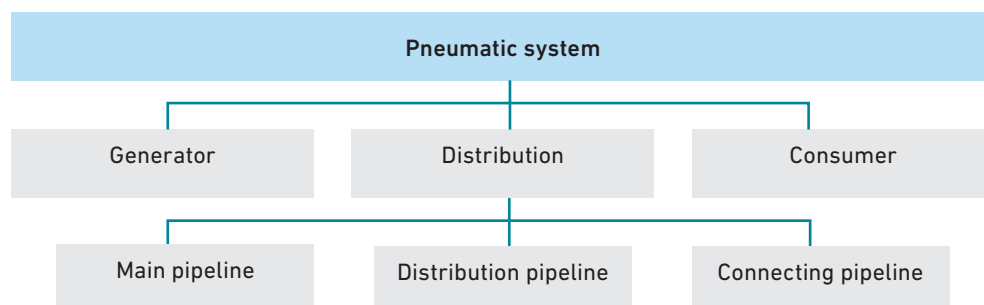 Pneumatic system
Generator
Distribution
Consumer
Main pipeline
Distribution pipeline
Connecting pipeline